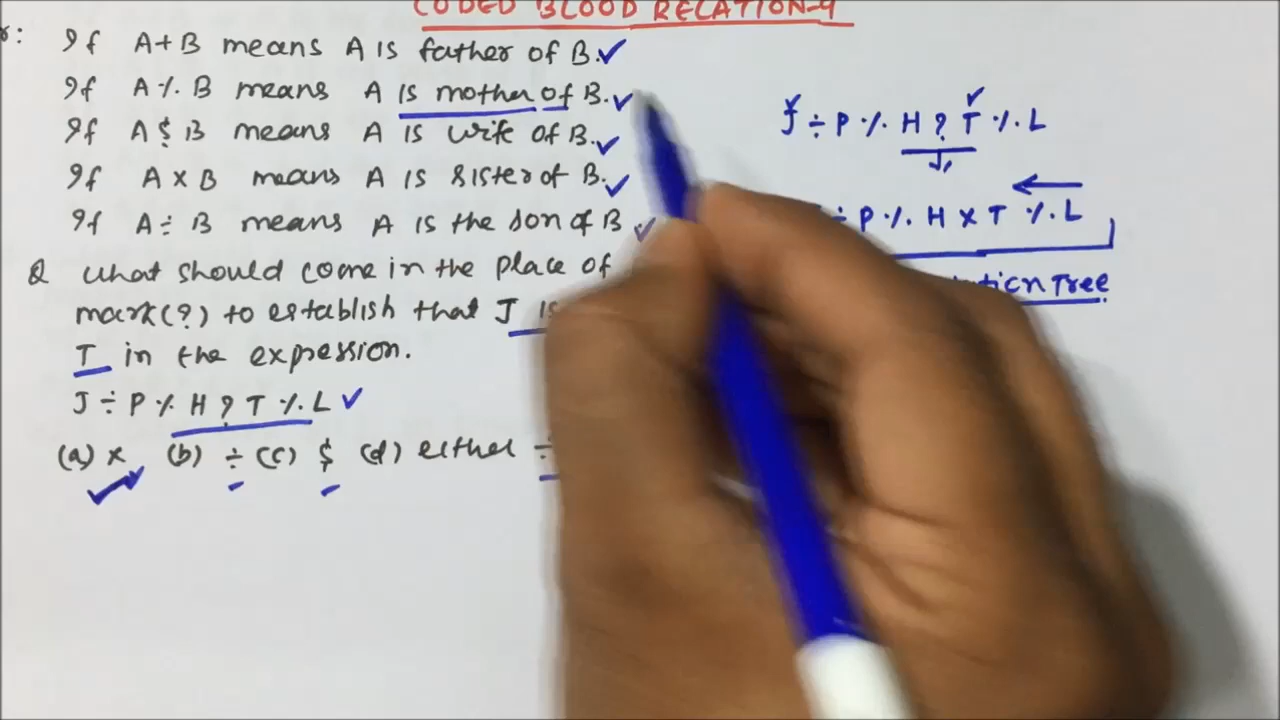 CODED BLOOD RELATION-4
If A+B means A is father of B.
If A % B means A is mother of B.
If A $ B means A is wife of B.
If A × B means A is sister of B.
If A ÷ B means A is the son of B
Q What should come in the place of
mark(?) to establish that J is
T in the expression.
J ÷ P % H ? T % L
(a) × (b) ÷ (c) $ (d) either ÷
J ÷ P % H ? T % L
÷ P % H × T % L
Tree.